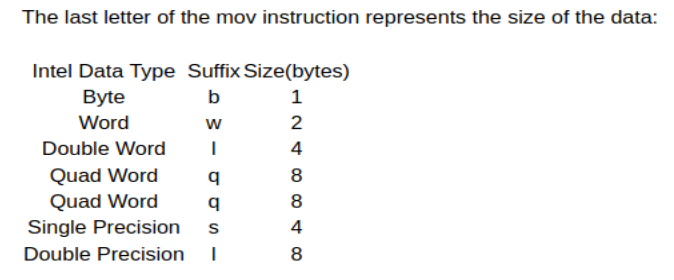 The last letter of the mov instruction represents the size of the data:
Intel Data Type Suffix Size(bytes)
Byte b 1
Word w 2
Double Word l 4
Quad Word q 8
Quad Word q 8
Single Precision s 4
Double Precision l 8